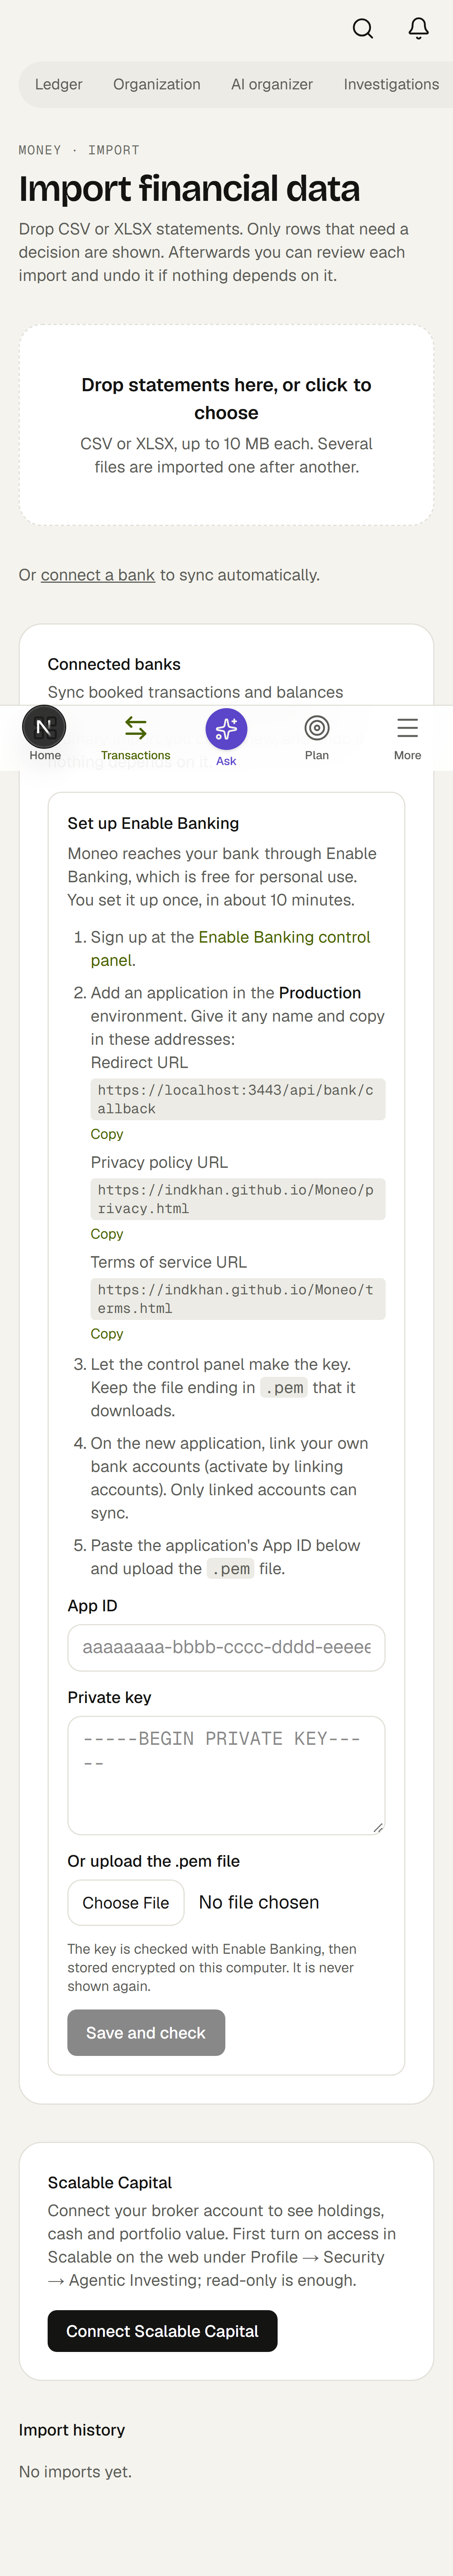 Ledger Organization AI organizer Investigations
MONEY · IMPORT
Import financial data
Drop CSV or XLSX statements. Only rows that need a
decision are shown. Afterwards you can review each
import and undo it if nothing depends on it.
Drop statements here, or click to
choose
CSV or XLSX, up to 10 MB each. Several
files are imported one after another.
Or connect a bank to sync automatically.
Connected banks
Sync booked transactions and balances
N
Home Transactions Ask Plan More
nothing depends on it.
Set up Enable Banking
Moneo reaches your bank through Enable
Banking, which is free for personal use.
You set it up once, in about 10 minutes.
1. Sign up at the Enable Banking control
panel.
2. Add an application in the Production
environment. Give it any name and copy
in these addresses:
Redirect URL
https://localhost:3443/api/bank/c
allback
Copy
Privacy policy URL
https://indkhan.github.io/Moneo/p
rivacy.html
Copy
Terms of service URL
https://indkhan.github.io/Moneo/t
erms.html
Copy
3. Let the control panel make the key.
Keep the file ending in .pem that it
downloads.
4. On the new application, link your own
bank accounts (activate by linking
accounts). Only linked accounts can
sync.
5. Paste the application's App ID below
and upload the .pem file.
App ID
aaaaaaaa-bbbb-cccc-dddd-eeeee
Private key
-----BEGIN PRIVATE KEY---
--
Or upload the .pem file
Choose File No file chosen
The key is checked with Enable Banking, then
stored encrypted on this computer. It is never
shown again.
Save and check
Scalable Capital
Connect your broker account to see holdings,
cash and portfolio value. First turn on access in
Scalable on the web under Profile → Security
→ Agentic Investing; read-only is enough.
Connect Scalable Capital
Import history
No imports yet.